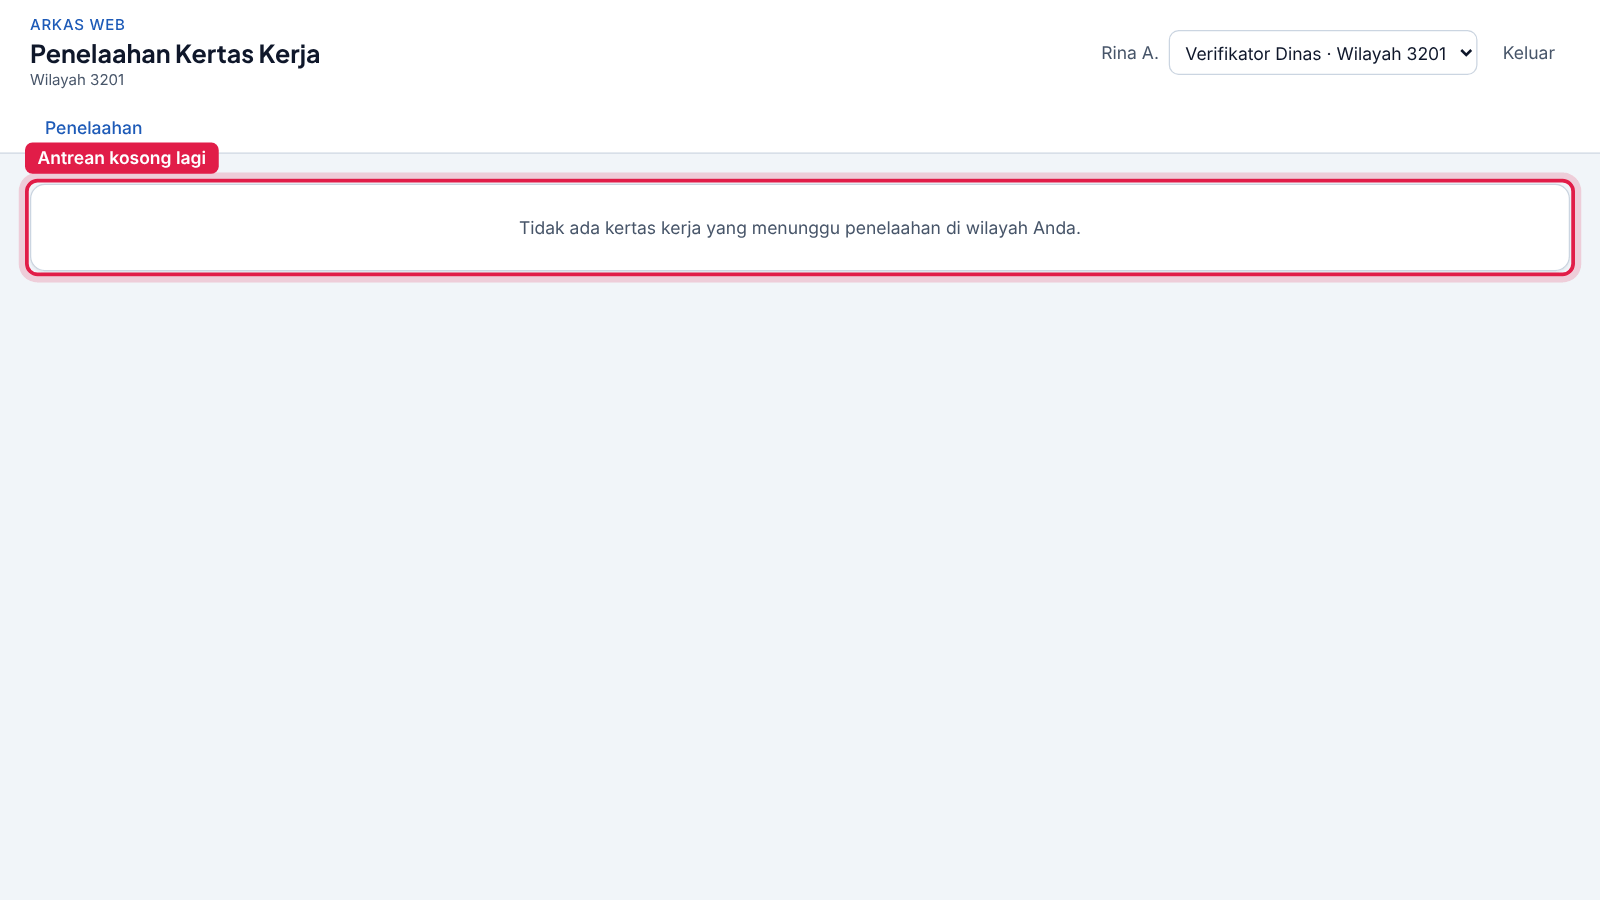 ARKAS WEB
Penelaahan Kertas Kerja
Wilayah 3201
Rina A.
Verifikator Dinas · Wilayah 3201
Keluar
Penelaahan
Antrean kosong lagi
Tidak ada kertas kerja yang menunggu penelaahan di wilayah Anda.